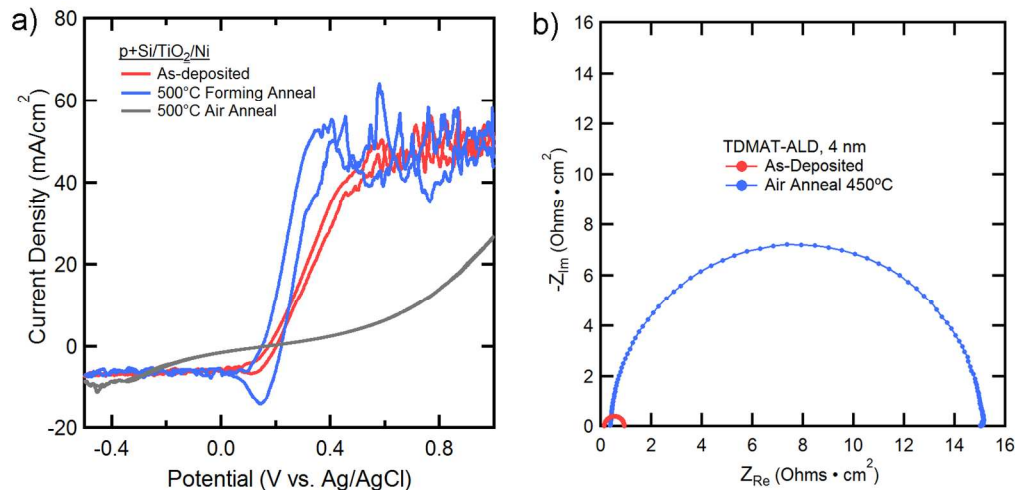 a)
p+Si/TiO2/Ni
As-deposited
500°C Forming Anneal
500°C Air Anneal
60
40
20
0
-20
-0.4
0.0
0.4
0.8
Current Density (mA/cm2)
Potential (V vs. Ag/AgCl)
b)
TDMAT-ALD, 4 nm
As-Deposited
Air Anneal 450ºC
16
14
12
10
8
6
4
2
0
0
2
4
6
8
10
12
14
16
-ZIm (Ohms • cm2)
ZRe (Ohms • cm2)